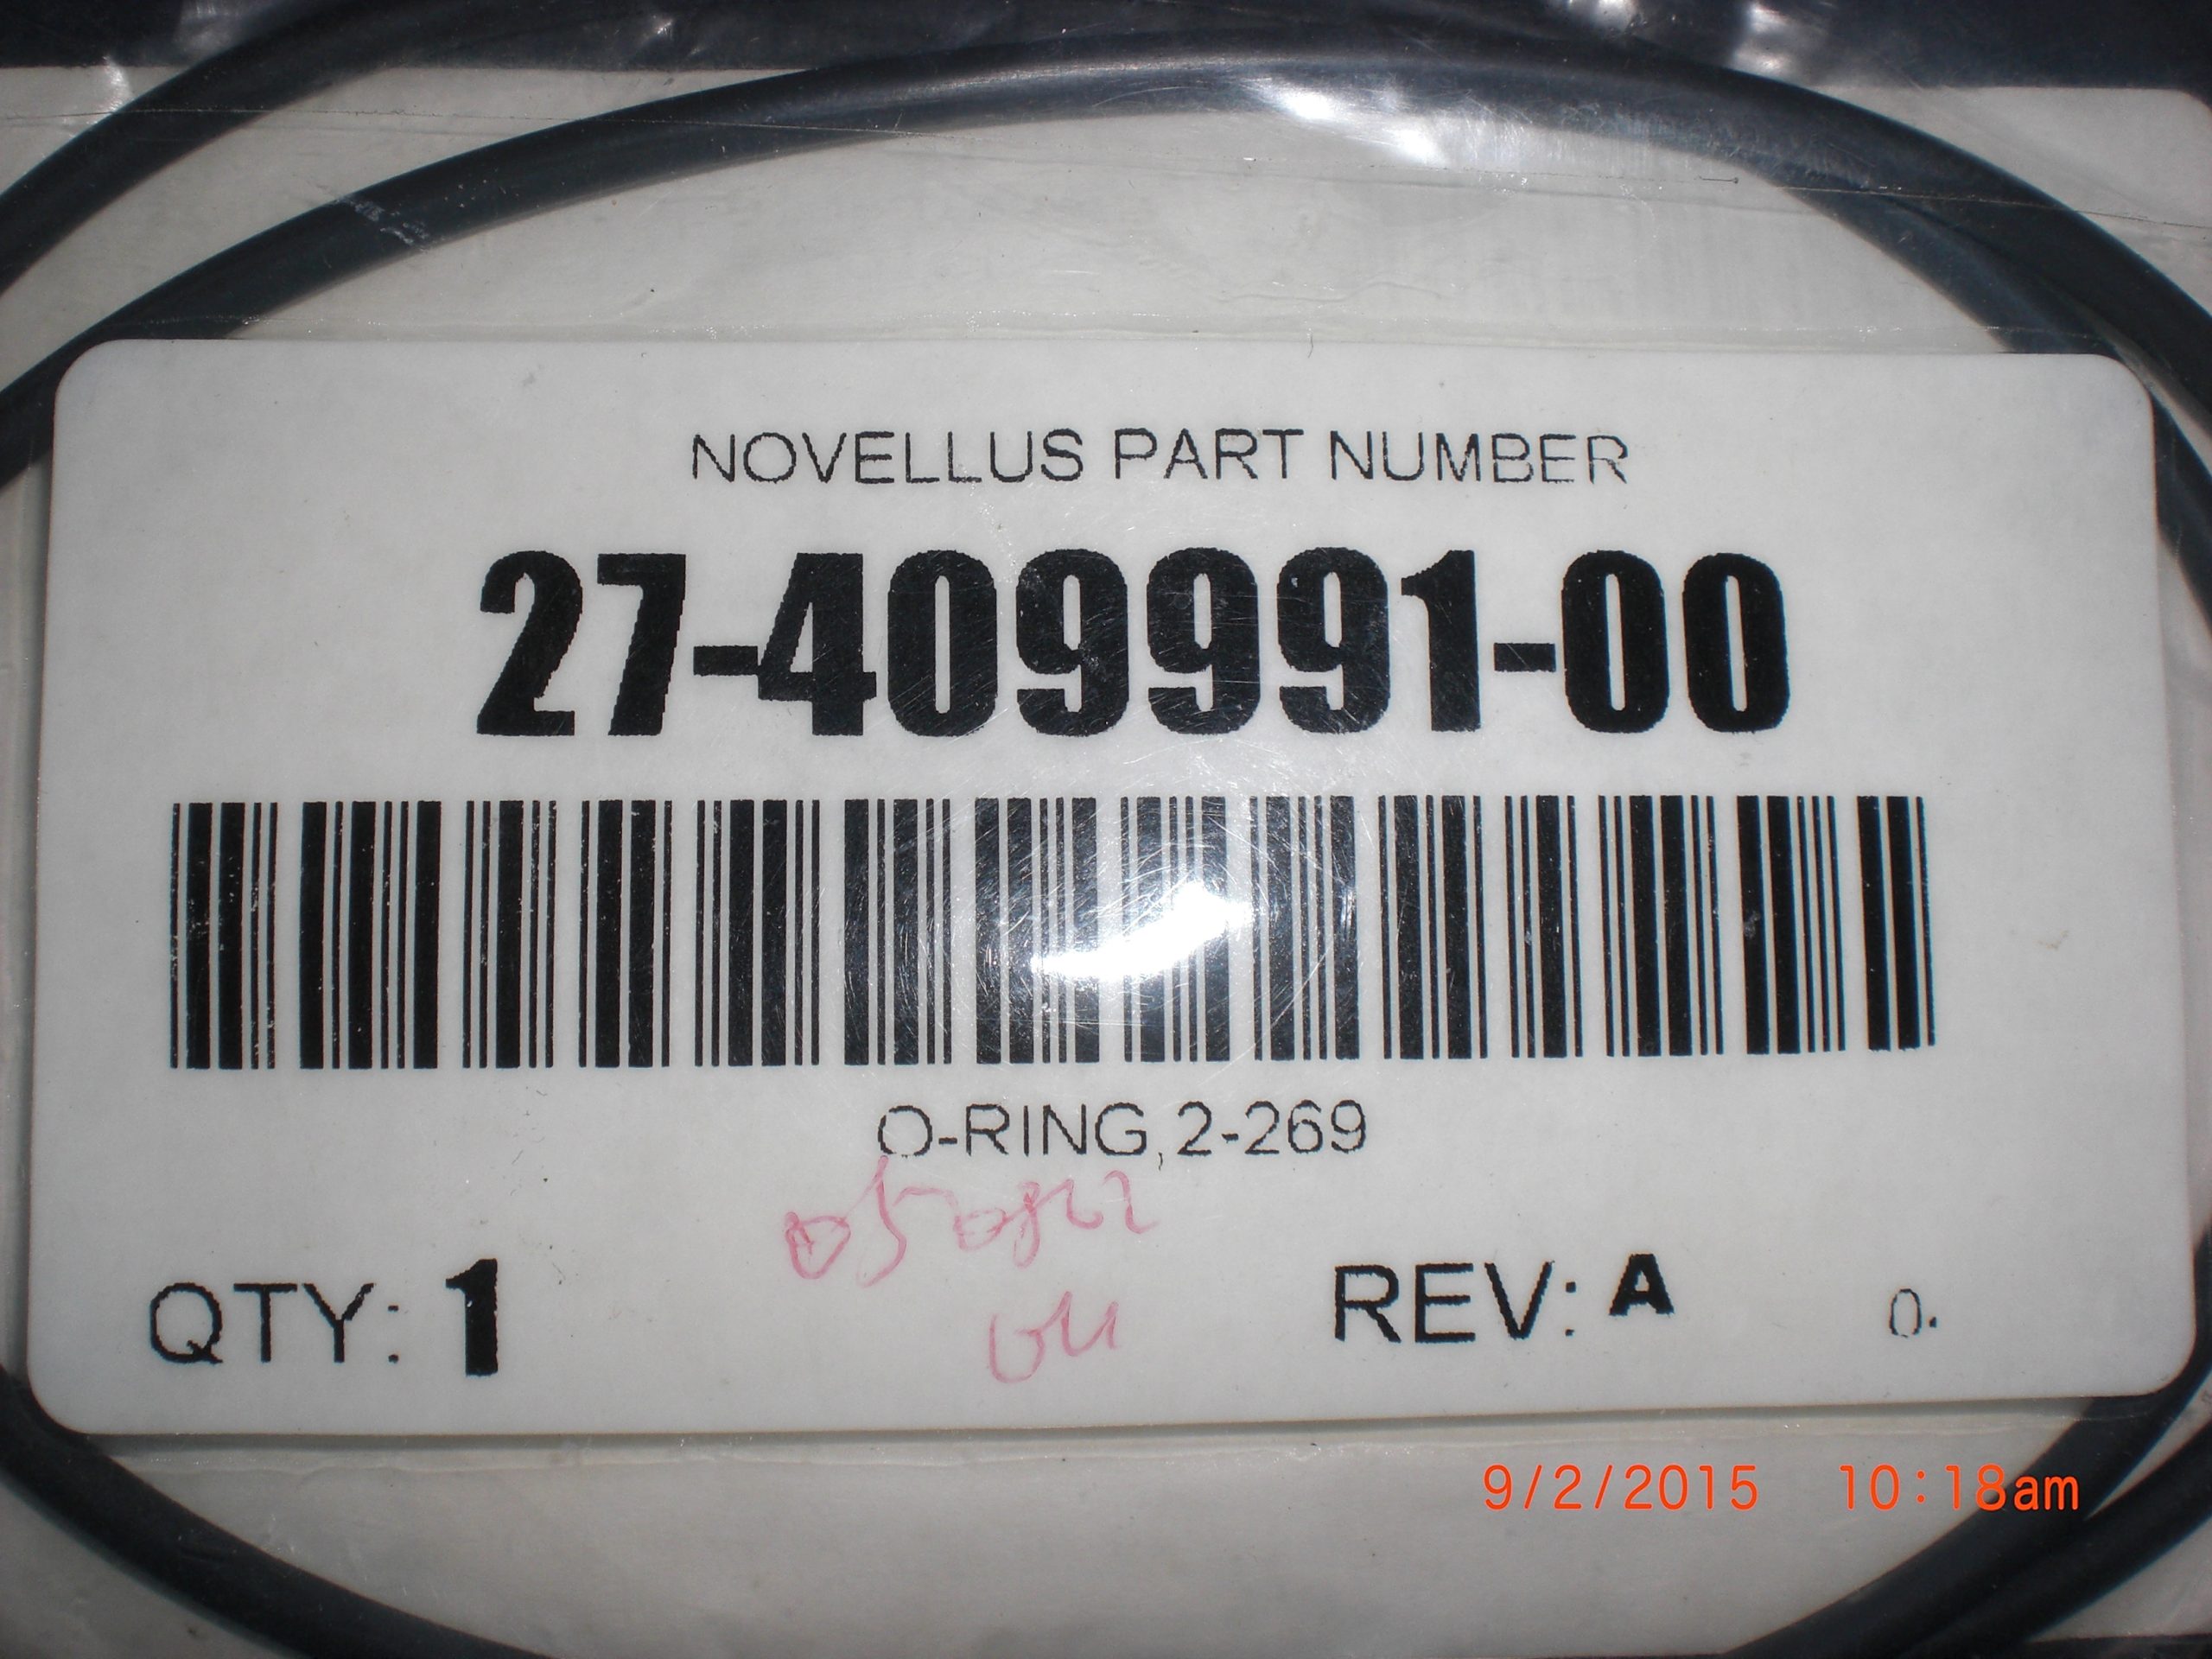 NOVELLUS PART NUMBER
27-409991-00
O-RING, 2-269
QTY: 1
REV: A
0.
9/2/2015 10:18am